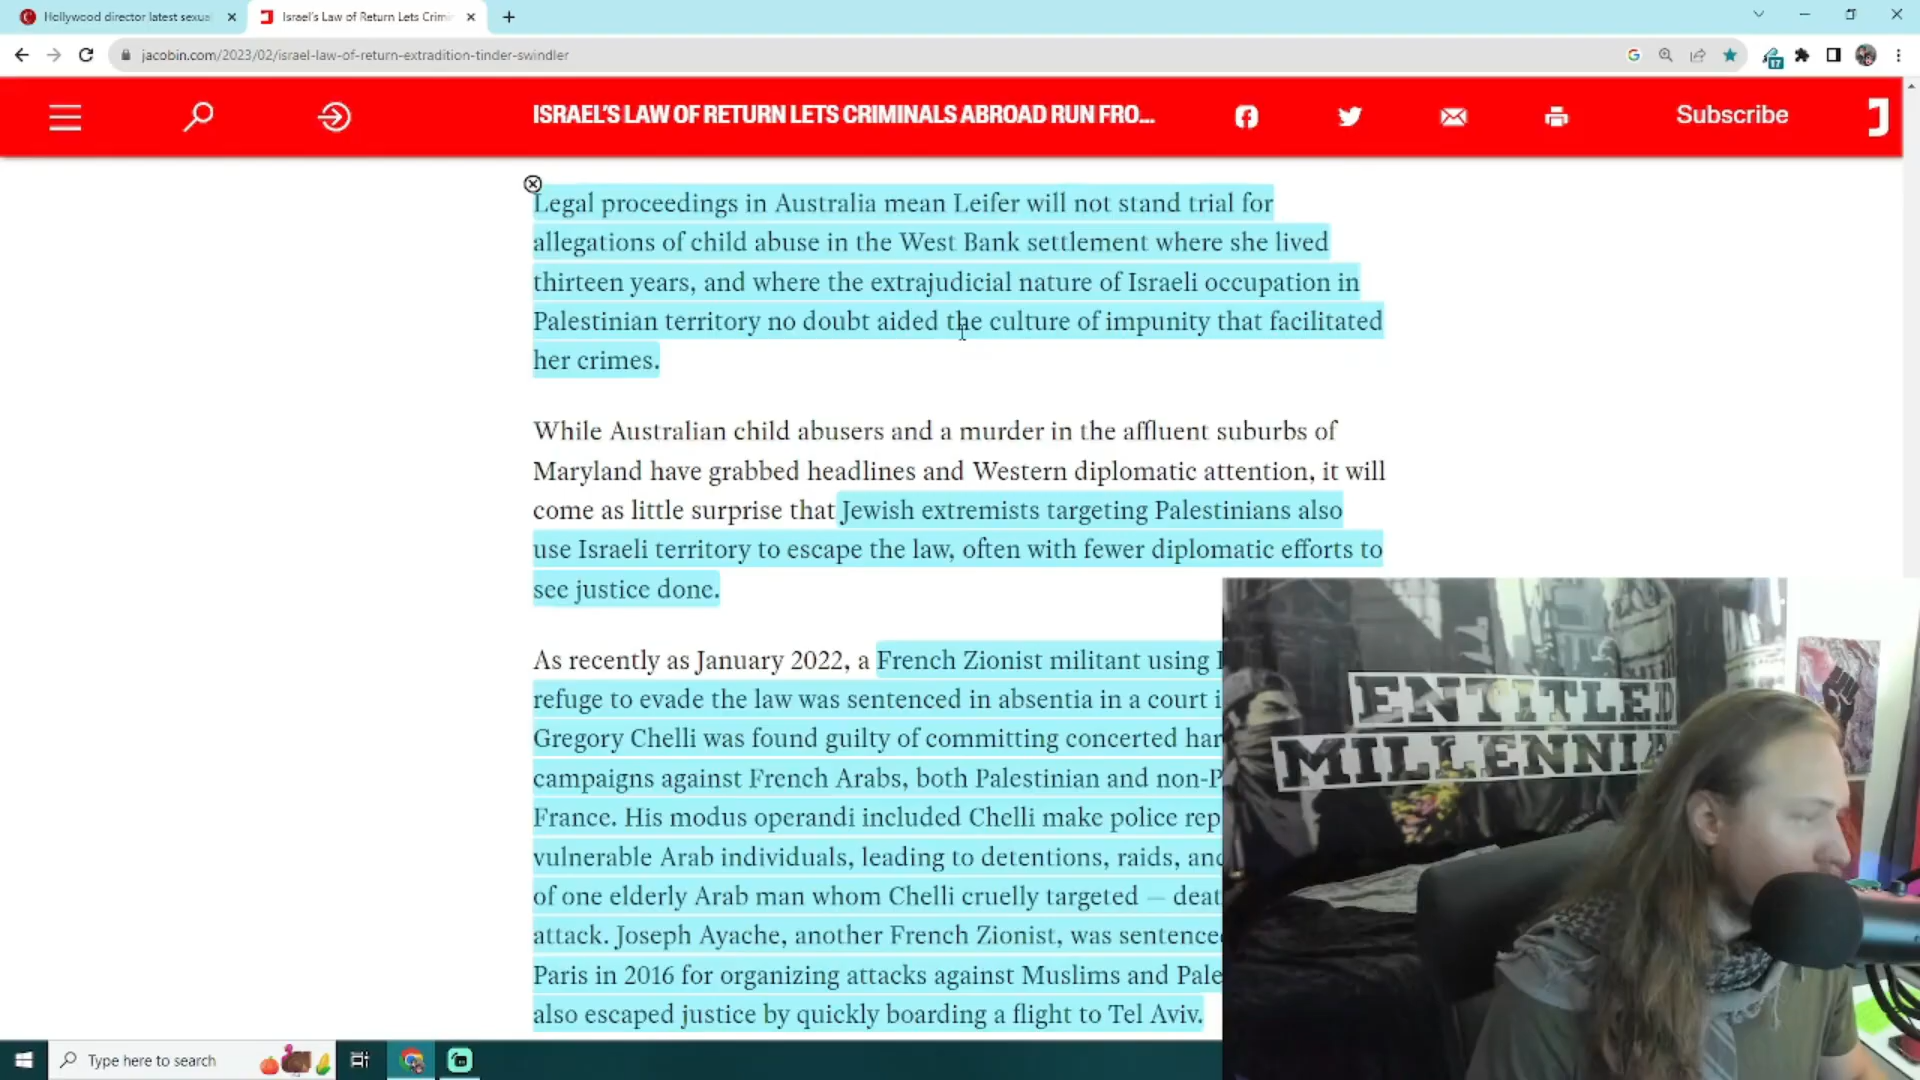 Hollywood director latest sexua
Israel's Law of Return Lets Crimi
jacobin.com/2023/02/israel-law-of-return-extradition-tinder-swindler
17
ISRAEL'S LAW OF RETURN LETS CRIMINALS ABROAD RUN FRO...
Subscribe
Legal proceedings in Australia mean Leifer will not stand trial for
allegations of child abuse in the West Bank settlement where she lived
thirteen years, and where the extrajudicial nature of Israeli occupation in
Palestinian territory no doubt aided the culture of impunity that facilitated
her crimes.
While Australian child abusers and a murder in the affluent suburbs of
Maryland have grabbed headlines and Western diplomatic attention, it will
come as little surprise that Jewish extremists targeting Palestinians also
use Israeli territory to escape the law, often with fewer diplomatic efforts to
see justice done.
As recently as January 2022, a French Zionist militant using
refuge to evade the law was sentenced in absentia in a court i
Gregory Chelli was found guilty of committing concerted har
campaigns against French Arabs, both Palestinian and non-P
France. His modus operandi included Chelli make police rep
vulnerable Arab individuals, leading to detentions, raids, and
of one elderly Arab man whom Chelli cruelly targeted — deat
attack. Joseph Ayache, another French Zionist, was sentenced
Paris in 2016 for organizing attacks against Muslims and Pale
also escaped justice by quickly boarding a flight to Tel Aviv.
ENTITLED
MILLENNIA
Type here to search